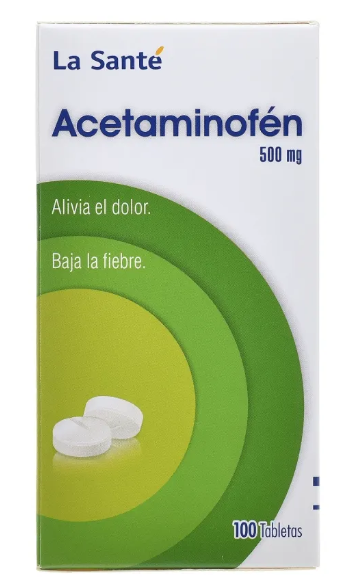 La Santé
Acetaminofén
500 mg
Alivia el dolor.
Baja la fiebre.
100 Tabletas